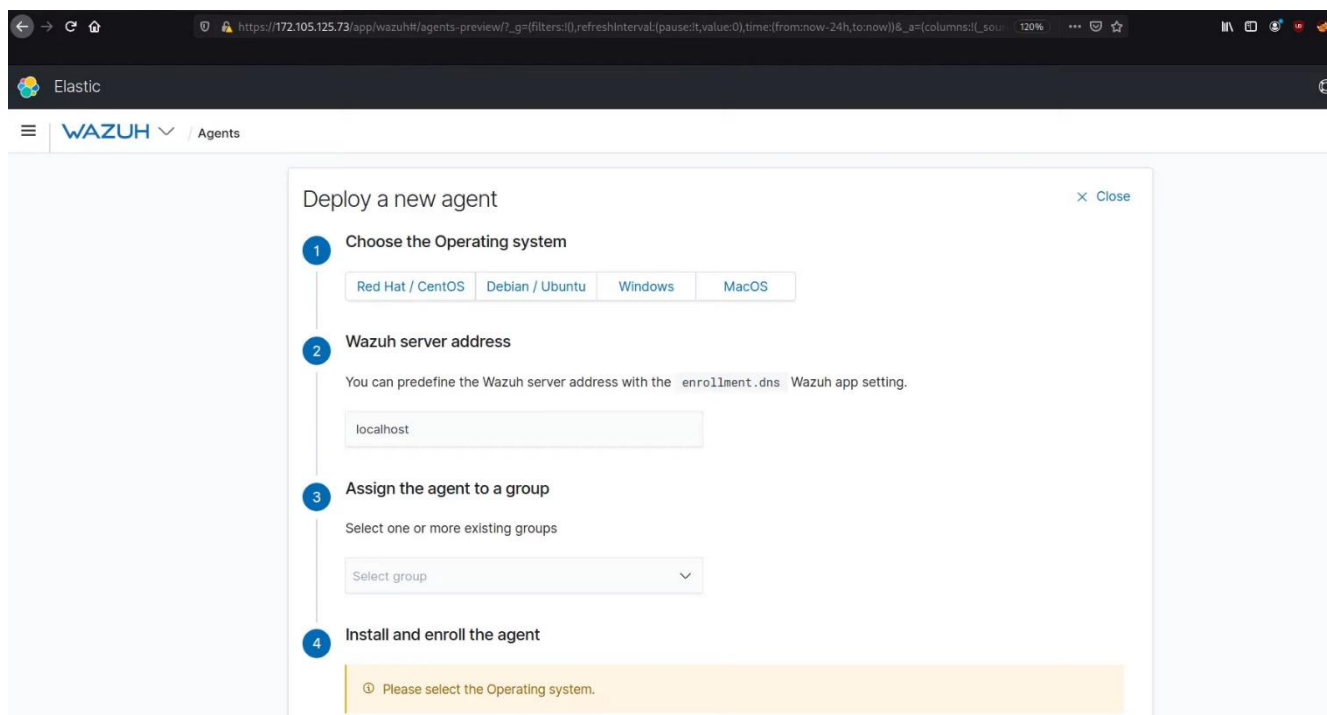 https://172.105.125.73/app/wazuh#/agents-preview/?_g=(filters:!(),refreshInterval:(pause:!t,value:0),time:(from:now-24h,to:now))&_a=(columns:!(_sour 120%
Elastic
WAZUH / Agents
Deploy a new agent
× Close
1 Choose the Operating system
Red Hat / CentOS Debian / Ubuntu Windows MacOS
2 Wazuh server address
You can predefine the Wazuh server address with the enrollment.dns Wazuh app setting.
localhost
3 Assign the agent to a group
Select one or more existing groups
Select group
4 Install and enroll the agent
Please select the Operating system.